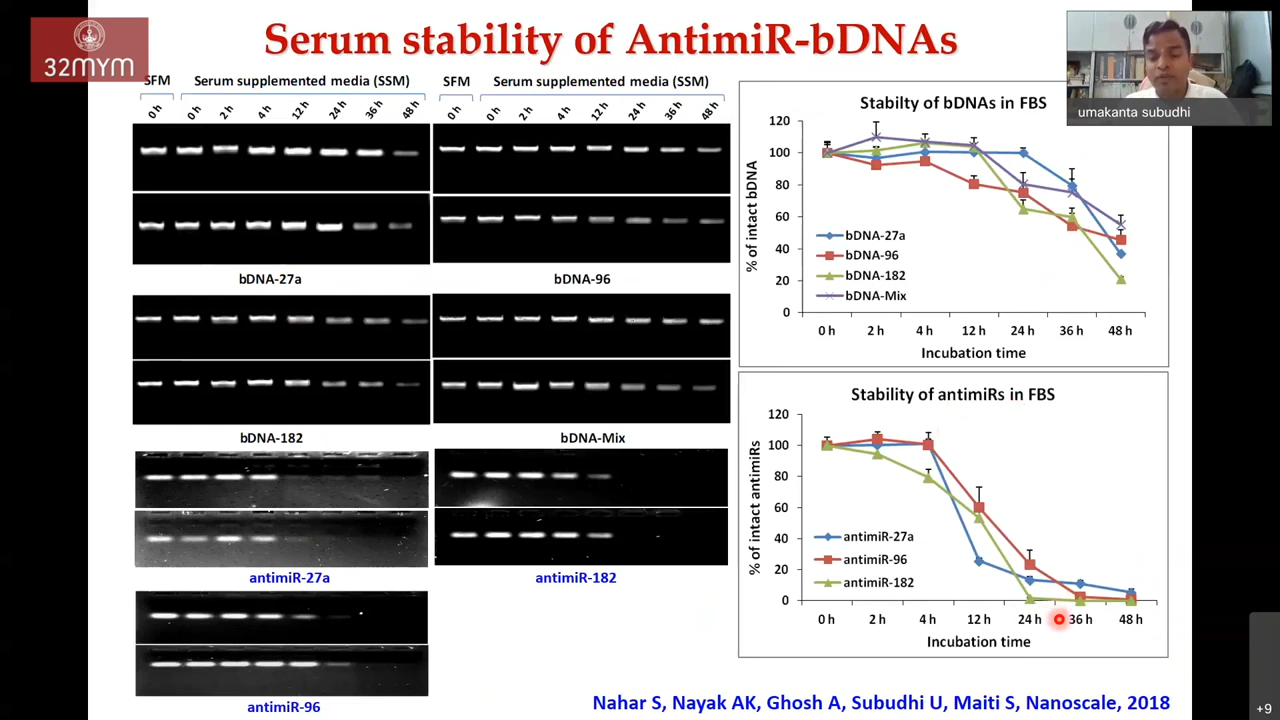 Serum stability of AntimiR-bDNAs
32MYM
umakanta subudhi
SFM Serum supplemented media (SSM) SFM Serum supplemented media (SSM)
0 h 0 h 2 h 4 h 12 h 24 h 36 h 48 h 0 h 0 h 2 h 4 h 12 h 24 h 36 h 48 h
bDNA-27a bDNA-96
bDNA-182 bDNA-Mix
antimiR-27a antimiR-182
antimiR-96
Stabilty of bDNAs in FBS
% of intact bDNA
120
100
80
60
40
20
0
bDNA-27a
bDNA-96
bDNA-182
bDNA-Mix
0 h 2 h 4 h 12 h 24 h 36 h 48 h
Incubation time
Stability of antimiRs in FBS
% of intact antimiRs
120
100
80
60
40
20
0
antimiR-27a
antimiR-96
antimiR-182
0 h 2 h 4 h 12 h 24 h 36 h 48 h
Incubation time
Nahar S, Nayak AK, Ghosh A, Subudhi U, Maiti S, Nanoscale, 2018
+9